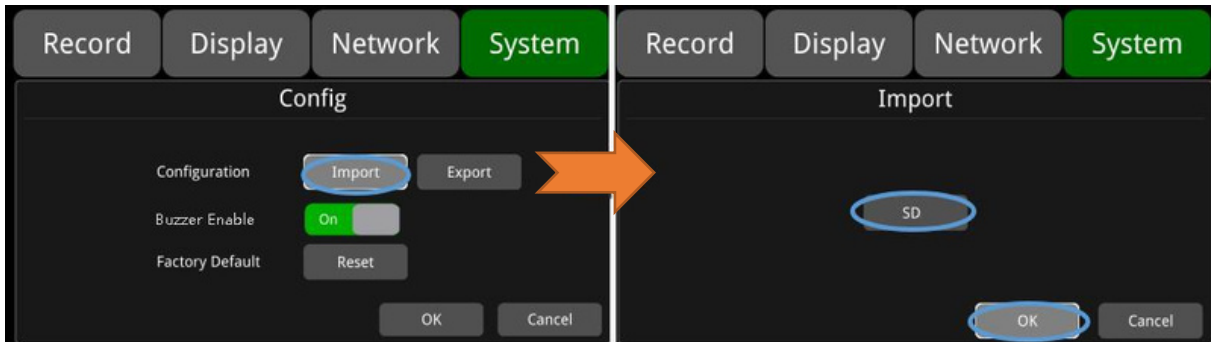 Record Display Network System
Config
Configuration Import Export
Buzzer Enable On
Factory Default Reset
OK Cancel
Record Display Network System
Import
SD
OK Cancel